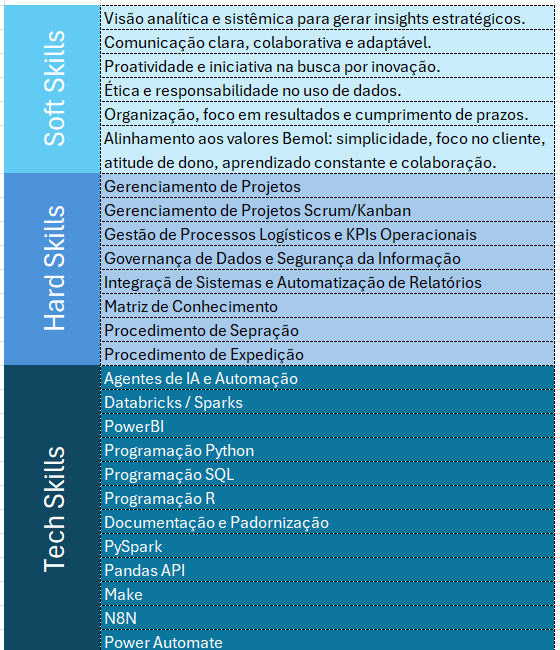 Soft Skills
Visão analítica e sistêmica para gerar insights estratégicos.
Comunicação clara, colaborativa e adaptável.
Proatividade e iniciativa na busca por inovação.
Ética e responsabilidade no uso de dados.
Organização, foco em resultados e cumprimento de prazos.
Alinhamento aos valores Bemol: simplicidade, foco no cliente,
atitude de dono, aprendizado constante e colaboração.
Hard Skills
Gerenciamento de Projetos
Gerenciamento de Projetos Scrum/Kanban
Gestão de Processos Logísticos e KPIs Operacionais
Governança de Dados e Segurança da Informação
Integraçã de Sistemas e Automatização de Relatórios
Matriz de Conhecimento
Procedimento de Sepração
Procedimento de Expedição
Tech Skills
Agentes de IA e Automação
Databricks / Sparks
PowerBI
Programação Python
Programação SQL
Programação R
Documentação e Padornização
PySpark
Pandas API
Make
N8N
Power Automate